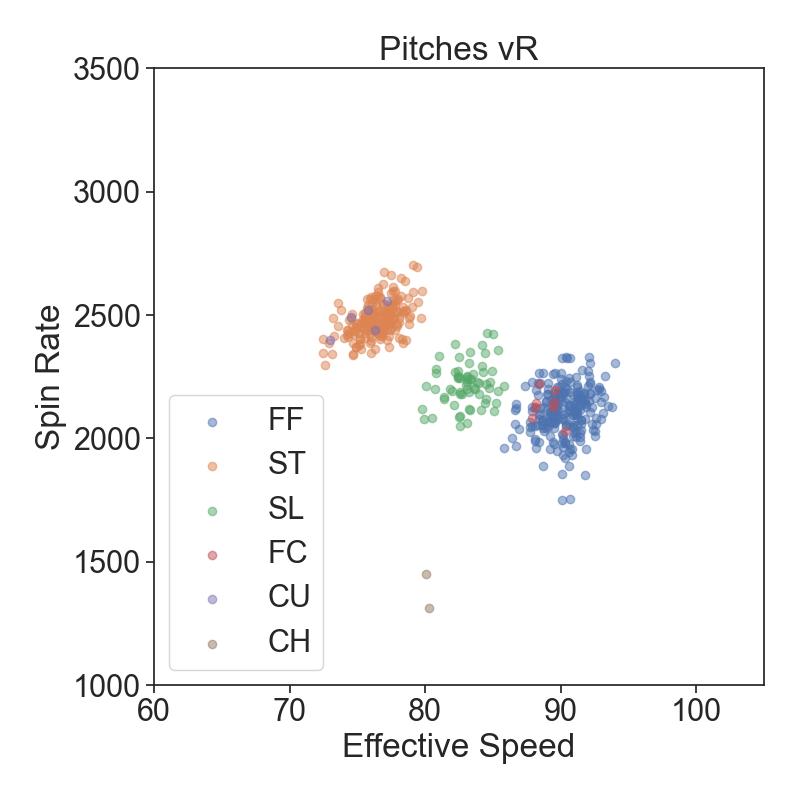 Pitches vR
3500
3000
2500
2000
1500
1000
Spin Rate
FF
ST
SL
FC
CU
CH
60 70 80 90 100
Effective Speed